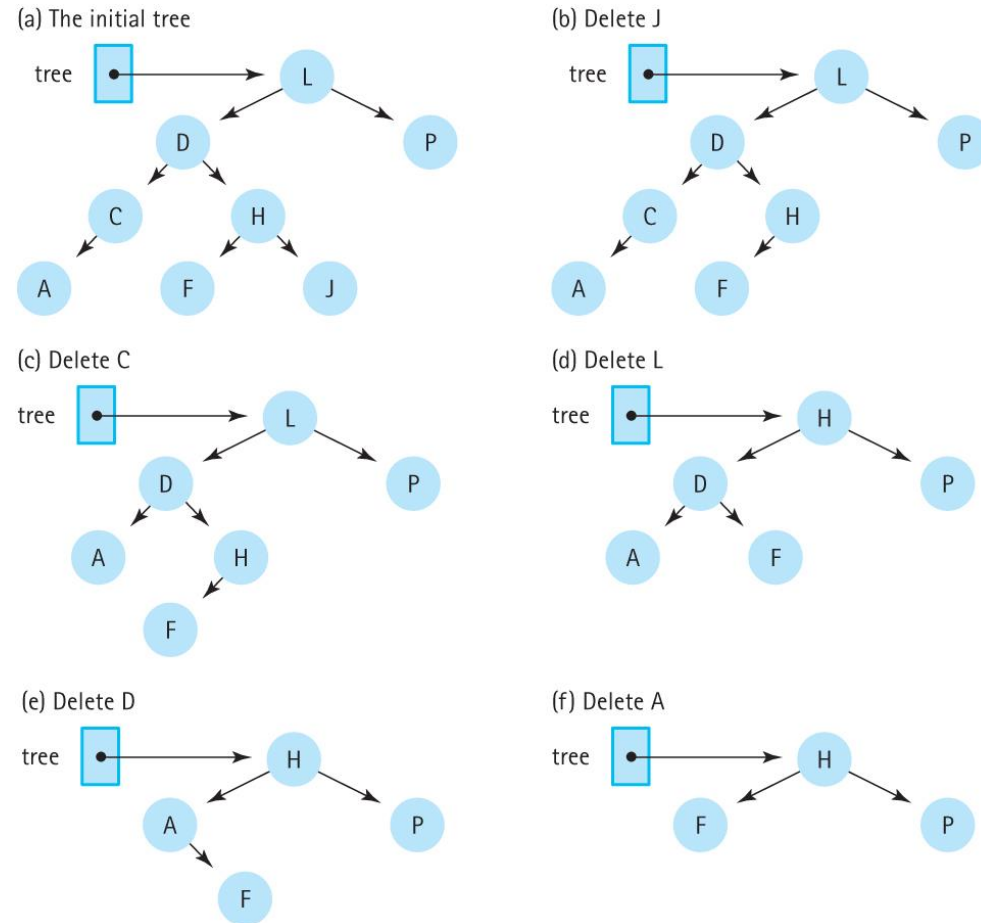 (a) The initial tree
tree
L
D
P
C
H
A
F
J
(b) Delete J
tree
L
D
P
C
H
A
F
(c) Delete C
tree
L
D
P
A
H
F
(d) Delete L
tree
H
D
P
A
F
(e) Delete D
tree
H
A
P
F
(f) Delete A
tree
H
F
P